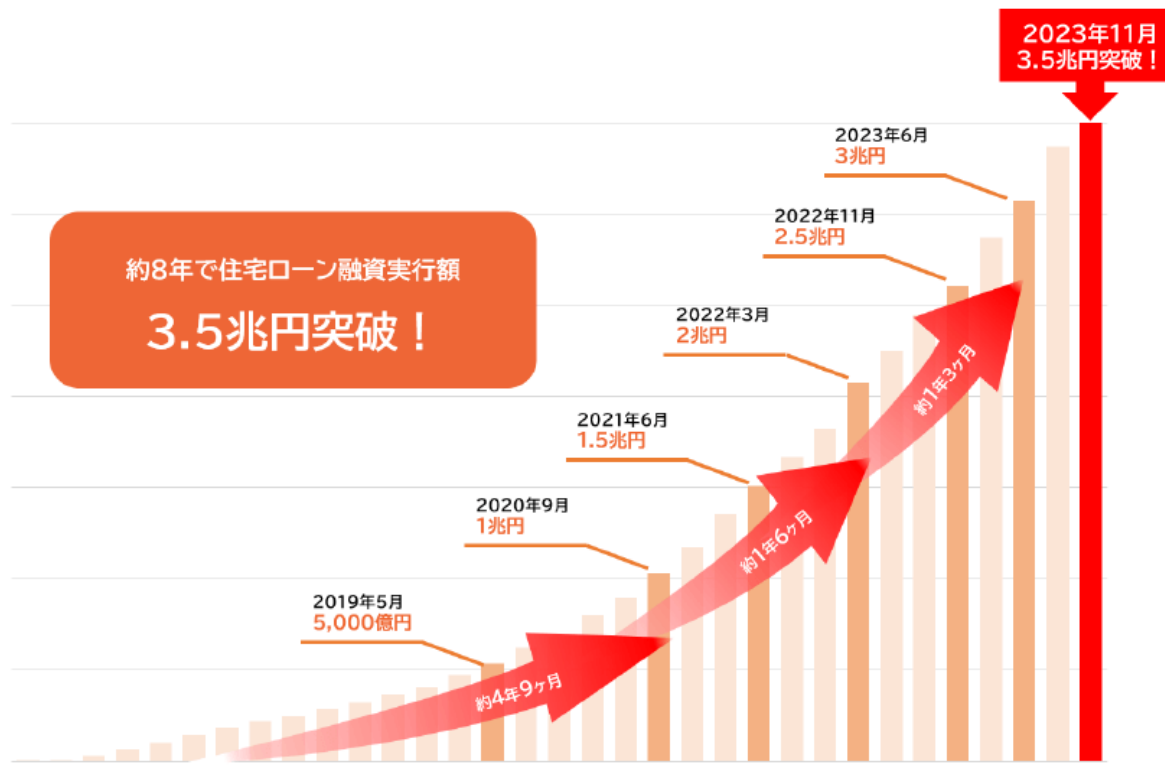 2023年11月
3.5兆円突破！
2023年6月
3兆円
2022年11月
2.5兆円
約8年で住宅ローン融資実行額
3.5兆円突破！
2022年3月
2兆円
約1年3ヶ月
2021年6月
1.5兆円
2020年9月
1兆円
約1年6ヶ月
2019年5月
5,000億円
約4年9ヶ月